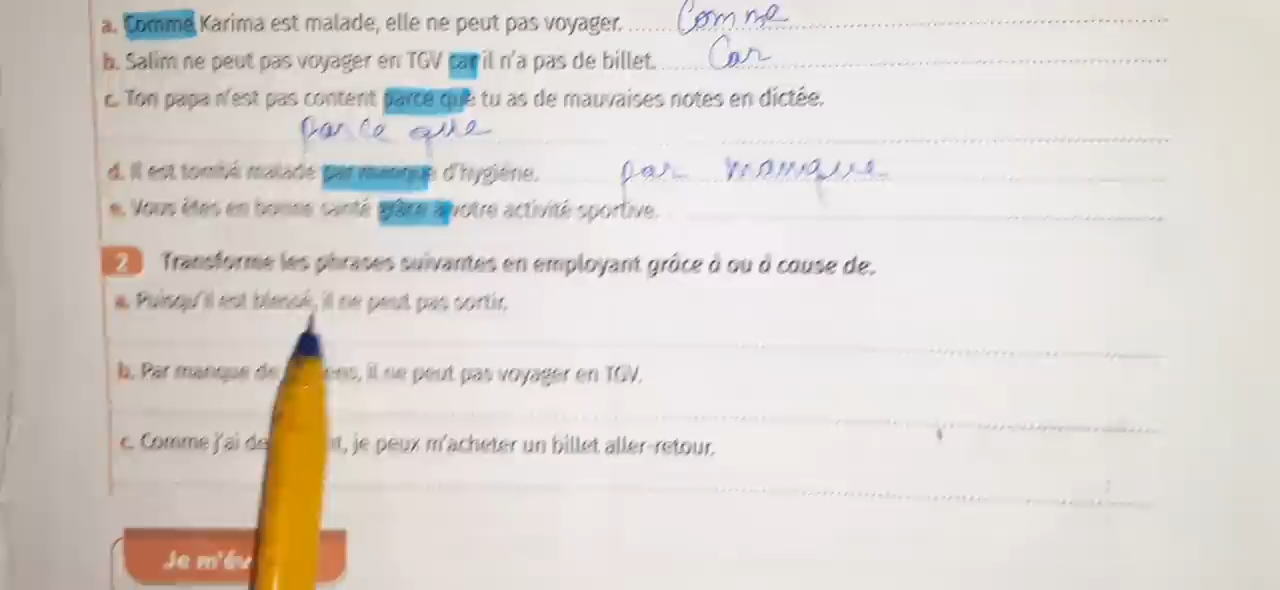 a. Comme Karima est malade, elle ne peut pas voyager. Comme
b. Salim ne peut pas voyager en TGV car il n'a pas de billet. Car
c. Ton papa n'est pas content parce que tu as de mauvaises notes en dictée.
parce que
d. Il est tombé malade par manque d'hygiène. par manque
e. Vous êtes en bonne santé grâce à votre activité sportive.
2 Transforme les phrases suivantes en employant grâce à ou à cause de.
a. Puisqu'il est blessé, il ne peut pas sortir.
b. Par manque de ens, il ne peut pas voyager en TGV.
c. Comme j'ai de t, je peux m'acheter un billet aller-retour.
Je m'év